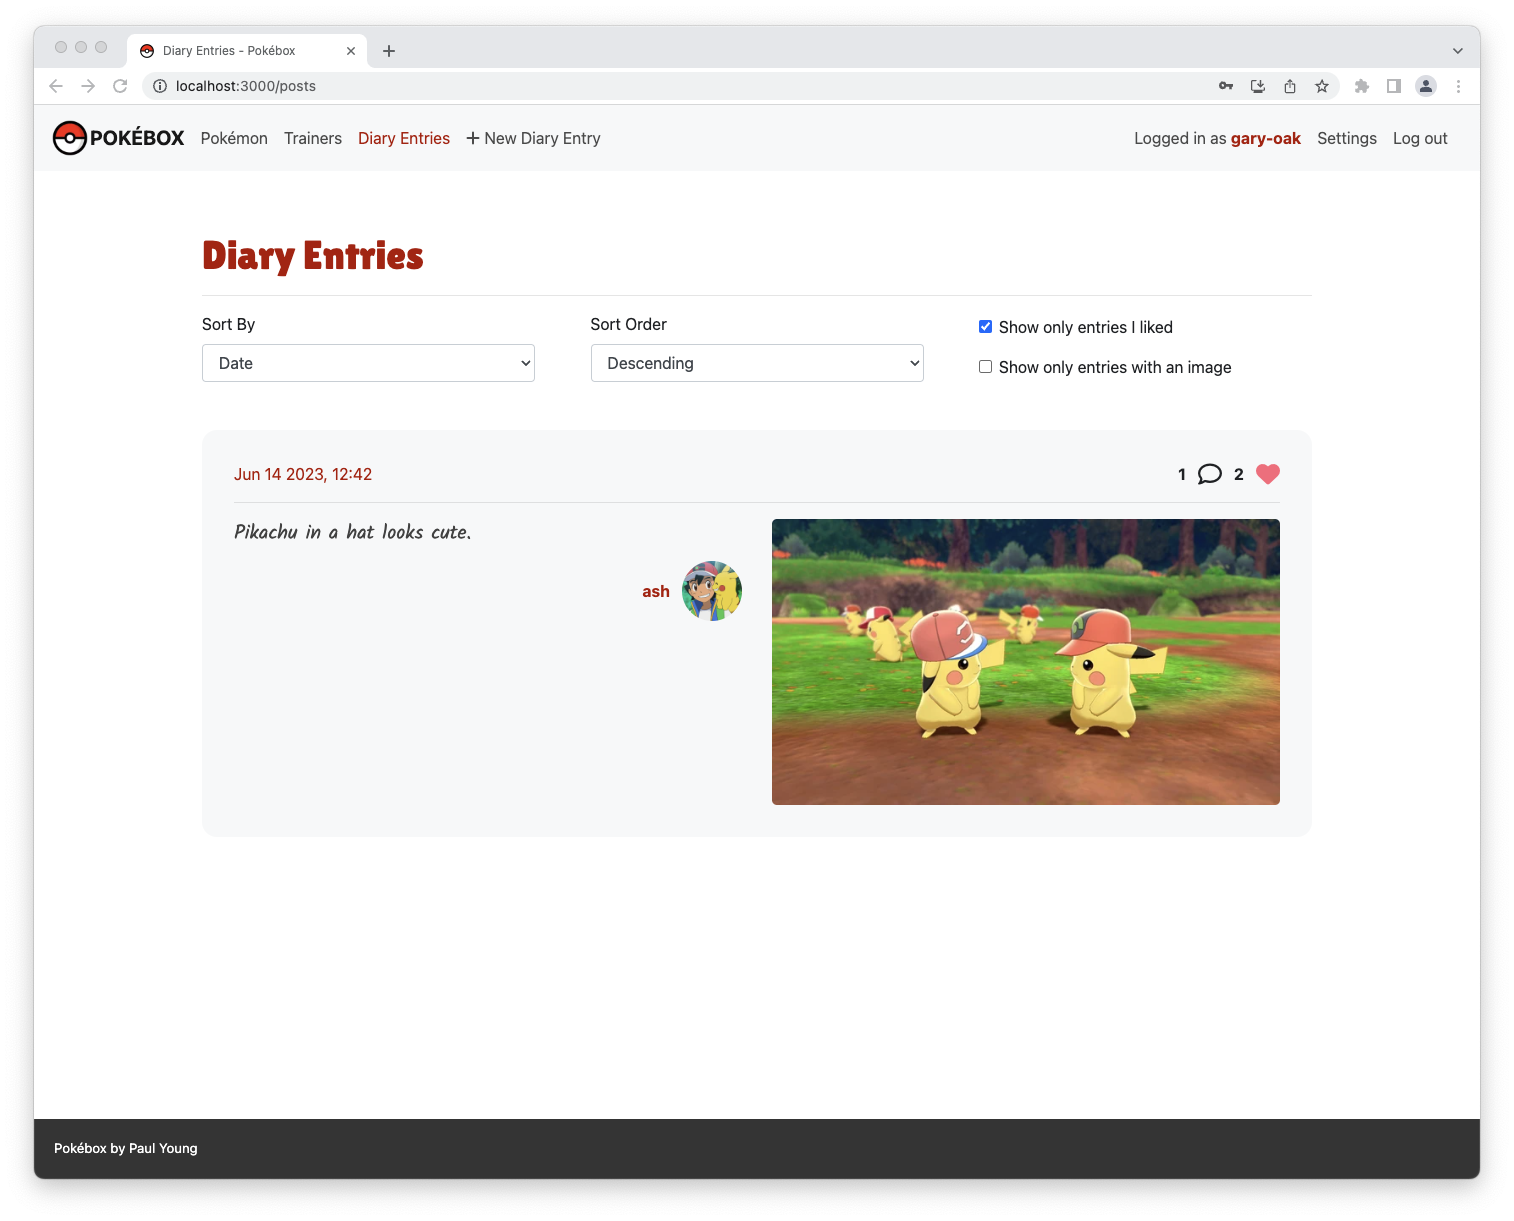 Diary Entries - Pokébox
localhost:3000/posts
POKÉBOX Pokémon Trainers Diary Entries + New Diary Entry Logged in as gary-oak Settings Log out
Diary Entries
Sort By Sort Order
Show only entries I liked
Date Descending
Show only entries with an image
Jun 14 2023, 12:42 1 2
Pikachu in a hat looks cute.
ash
Pokébox by Paul Young